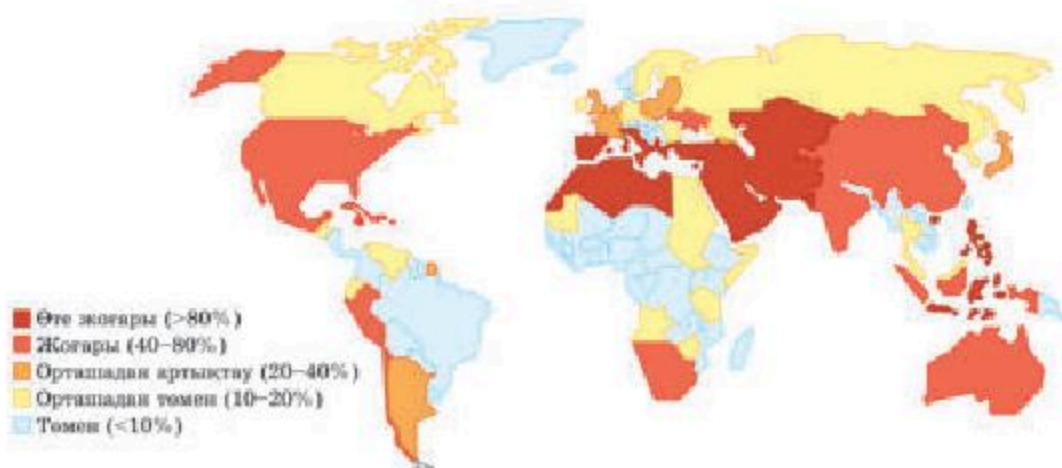 Өте жоғары (>80%)
Жоғары (40–80%)
Орташадан артықтау (20–40%)
Орташадан төмен (10–20%)
Төмен (<10%)